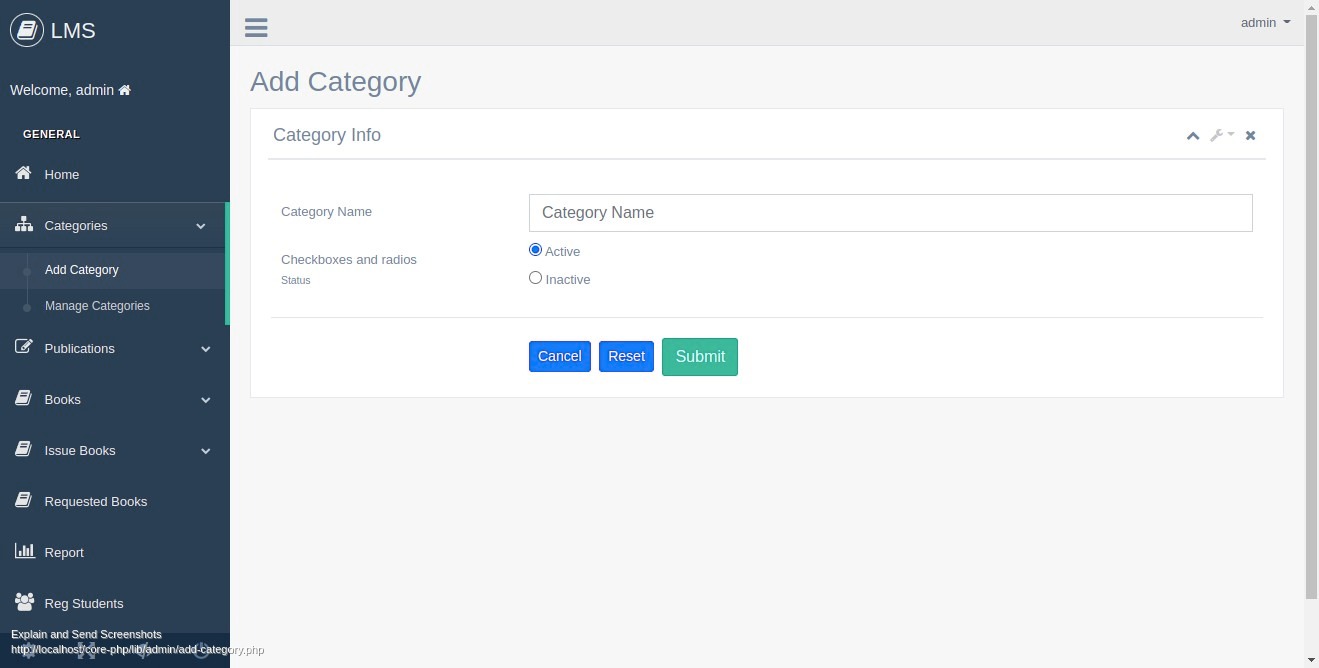 LMS
admin
Welcome, admin
GENERAL
Home
Categories
Add Category
Manage Categories
Publications
Books
Issue Books
Requested Books
Report
Reg Students
Explain and Send Screenshots
http://localhost/core-php/lib/admin/add-category.php
Add Category
Category Info
Category Name
Category Name
Checkboxes and radios
Status
Active
Inactive
Cancel
Reset
Submit